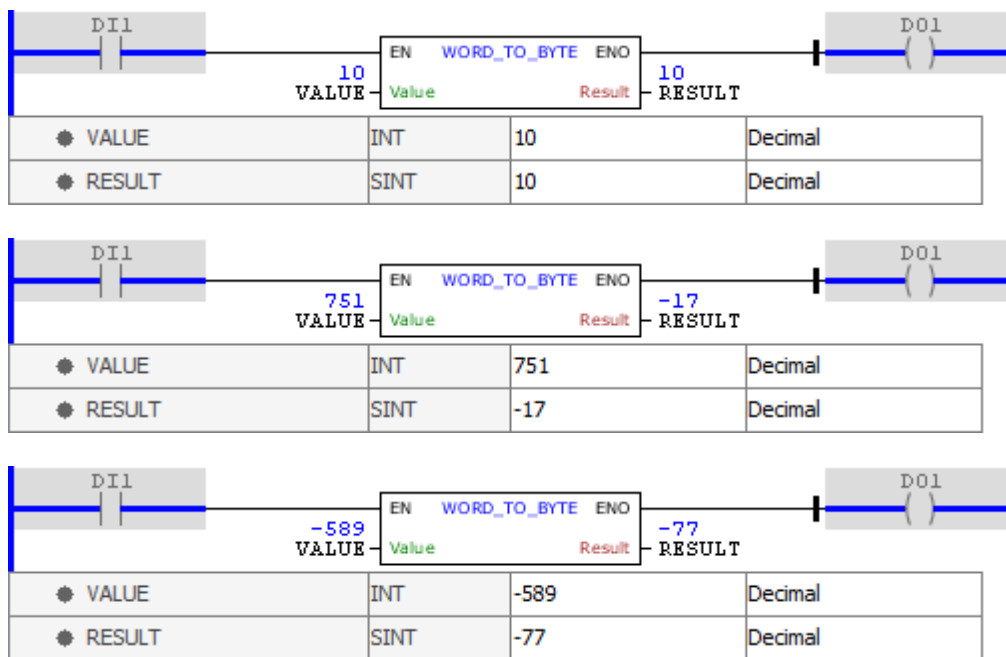 DI1 DO1
EN WORD_TO_BYTE ENO
10 10
VALUE Value Result RESULT
VALUE INT 10 Decimal
RESULT SINT 10 Decimal
DI1 DO1
EN WORD_TO_BYTE ENO
751 -17
VALUE Value Result RESULT
VALUE INT 751 Decimal
RESULT SINT -17 Decimal
DI1 DO1
EN WORD_TO_BYTE ENO
-589 -77
VALUE Value Result RESULT
VALUE INT -589 Decimal
RESULT SINT -77 Decimal